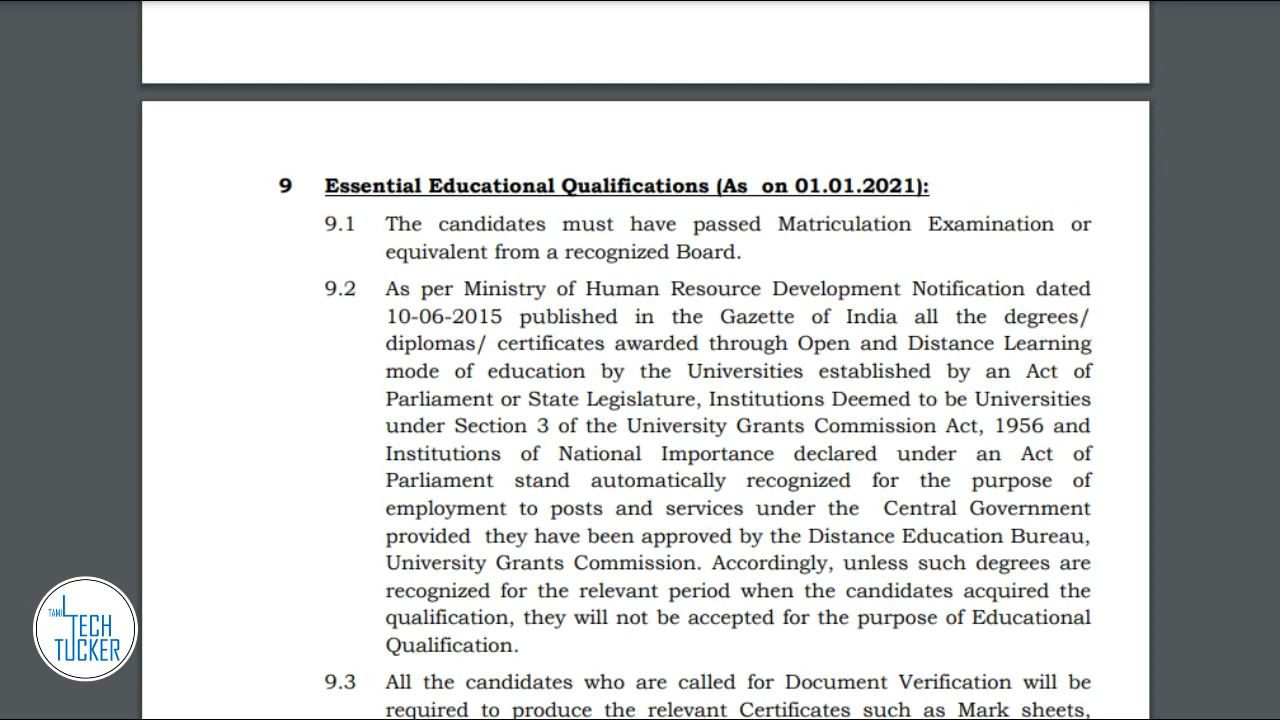 9 Essential Educational Qualifications (As on 01.01.2021):
9.1 The candidates must have passed Matriculation Examination or
equivalent from a recognized Board.
9.2 As per Ministry of Human Resource Development Notification dated
10-06-2015 published in the Gazette of India all the degrees/
diplomas/ certificates awarded through Open and Distance Learning
mode of education by the Universities established by an Act of
Parliament or State Legislature, Institutions Deemed to be Universities
under Section 3 of the University Grants Commission Act, 1956 and
Institutions of National Importance declared under an Act of
Parliament stand automatically recognized for the purpose of
employment to posts and services under the Central Government
provided they have been approved by the Distance Education Bureau,
University Grants Commission. Accordingly, unless such degrees are
recognized for the relevant period when the candidates acquired the
qualification, they will not be accepted for the purpose of Educational
Qualification.
9.3 All the candidates who are called for Document Verification will be
required to produce the relevant Certificates such as Mark sheets,
TAMIL
TECH
TUCKER